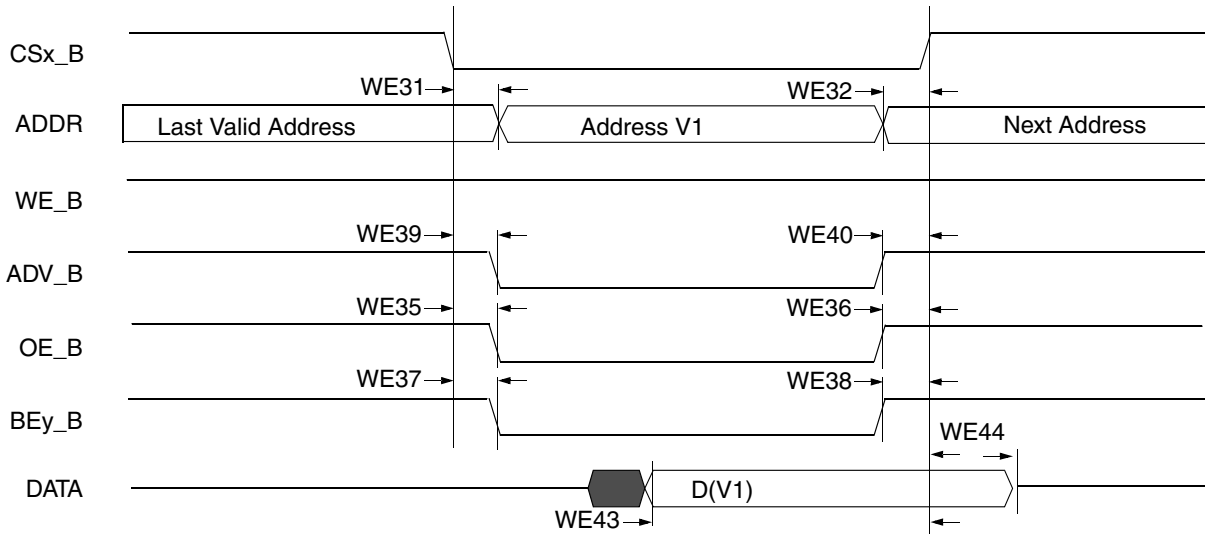 CSx_B
WE31
WE32
ADDR
Last Valid Address
Address V1
Next Address
WE_B
WE39
WE40
ADV_B
WE35
WE36
OE_B
WE37
WE38
BEy_B
WE44
DATA
D(V1)
WE43